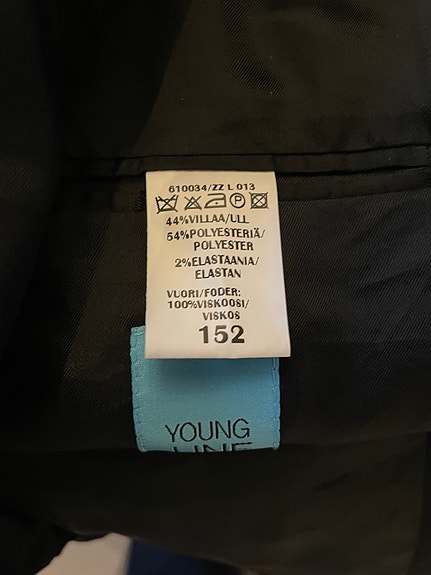 610034/ZZ L 013
44%VILLAA/ULL
54%POLYESTERIÄ/
POLYESTER
2%ELASTAANIA/
ELASTAN
VUORI/FODER:
100%VISKOOSI/
VISKOS
152
YOUNG
LINE